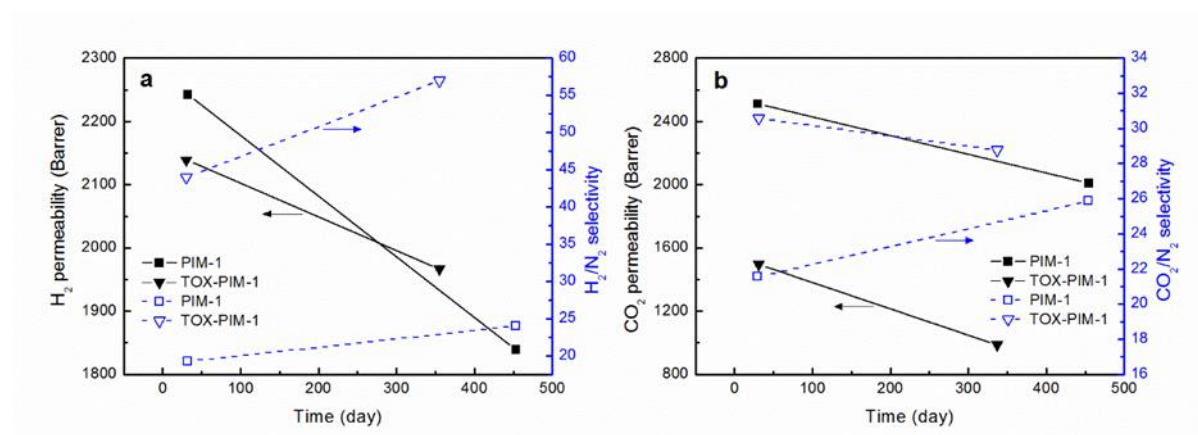 a
H2 permeability (Barrer)
2300
2200
2100
2000
1900
1800
60
55
50
45
40
35
30
25
20
H2/N2 selectivity
PIM-1
TOX-PIM-1
PIM-1
TOX-PIM-1
0 100 200 300 400 500
Time (day)
b
CO2 permeability (Barrer)
2800
2400
2000
1600
1200
800
34
32
30
28
26
24
22
20
18
16
CO2/N2 selectivity
PIM-1
TOX-PIM-1
PIM-1
TOX-PIM-1
0 100 200 300 400 500
Time (day)